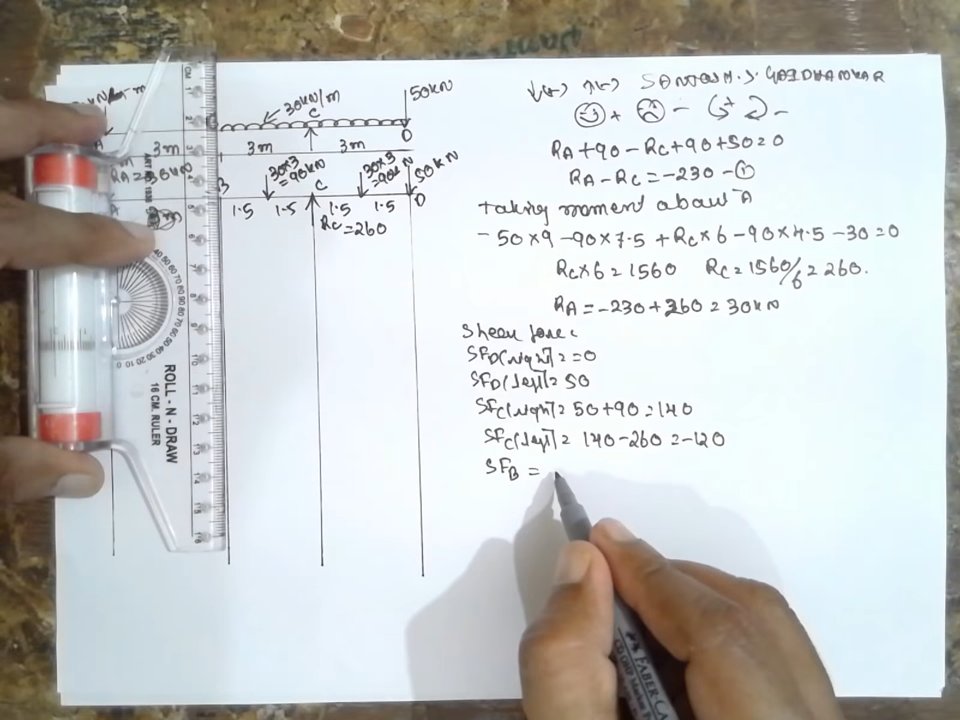 30kN/m
C
50KN
D
3m 3m 3m
30×3 =90kN
30×3 =90kN
50KN
C
D
1.5 1.5 1.5 1.5
RC=260
SANTOSH.S. GAIDHANKAR
+ - + -
RA+90-RC+90+50=0
RA-RC=-230-①
Taking moment about A
-50×9-90×7.5+RC×6-90×4.5-30=0
RC×6=1560 RC=1560/6=260.
RA=-230+260=30KN
Shear force
SFD(right)==0
SFD(left)=50
SFC(right)=50+90=140
SFC(left)=140-260=-120
SFB =
ROLL-N-DRAW
16 CM. RULER